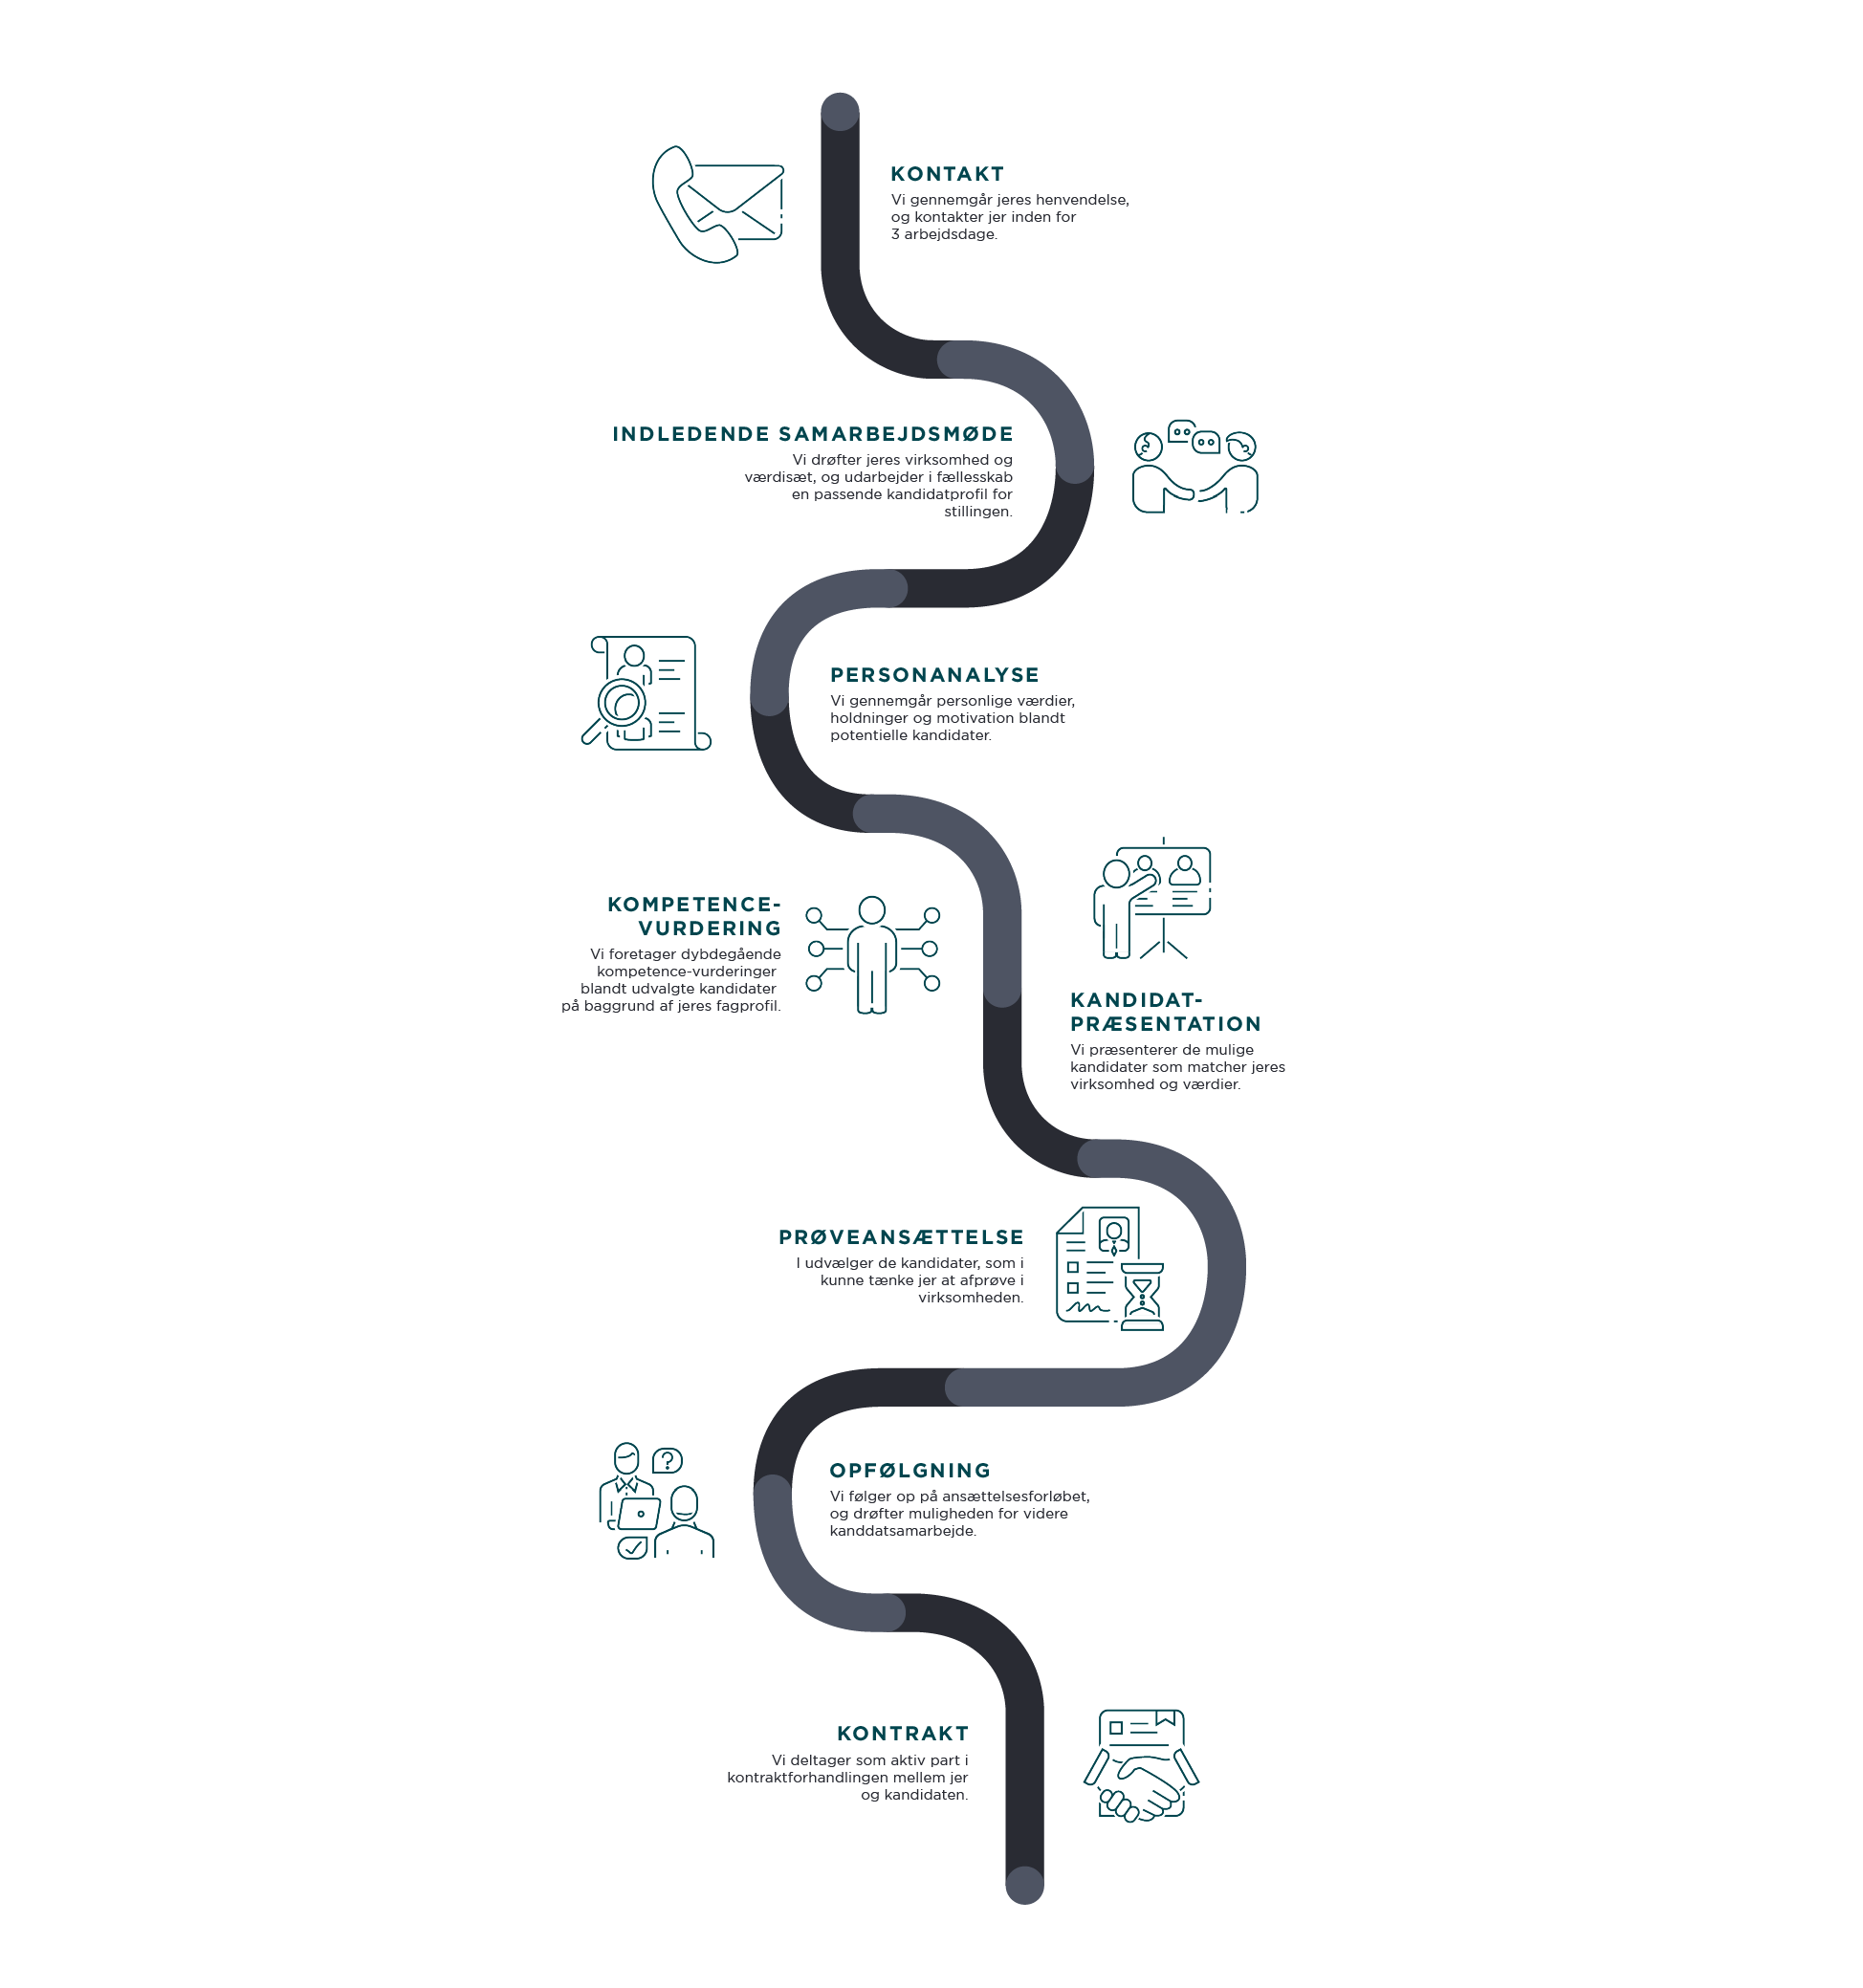 KONTAKT
Vi gennemgår jeres henvendelse,
og kontakter jer inden for
3 arbejdsdage.
INDLEDENDE SAMARBEJDSMØDE
Vi drøfter jeres virksomhed og
værdisæt, og udarbejder i fællesskab
en passende kandidatprofil for
stillingen.
PERSONANALYSE
Vi gennemgår personlige værdier,
holdninger og motivation blandt
potentielle kandidater.
KOMPETENCE-
VURDERING
Vi foretager dybdegående
kompetence-vurderinger
blandt udvalgte kandidater
på baggrund af jeres fagprofil.
KANDIDAT-
PRÆSENTATION
Vi præsenterer de mulige
kandidater som matcher jeres
virksomhed og værdier.
PRØVEANSÆTTELSE
I udvælger de kandidater, som i
kunne tænke jer at afprøve i
virksomheden.
?
OPFØLGNING
Vi følger op på ansættelsesforløbet,
og drøfter muligheden for videre
kanddatsamarbejde.
KONTRAKT
Vi deltager som aktiv part i
kontraktforhandlingen mellem jer
og kandidaten.